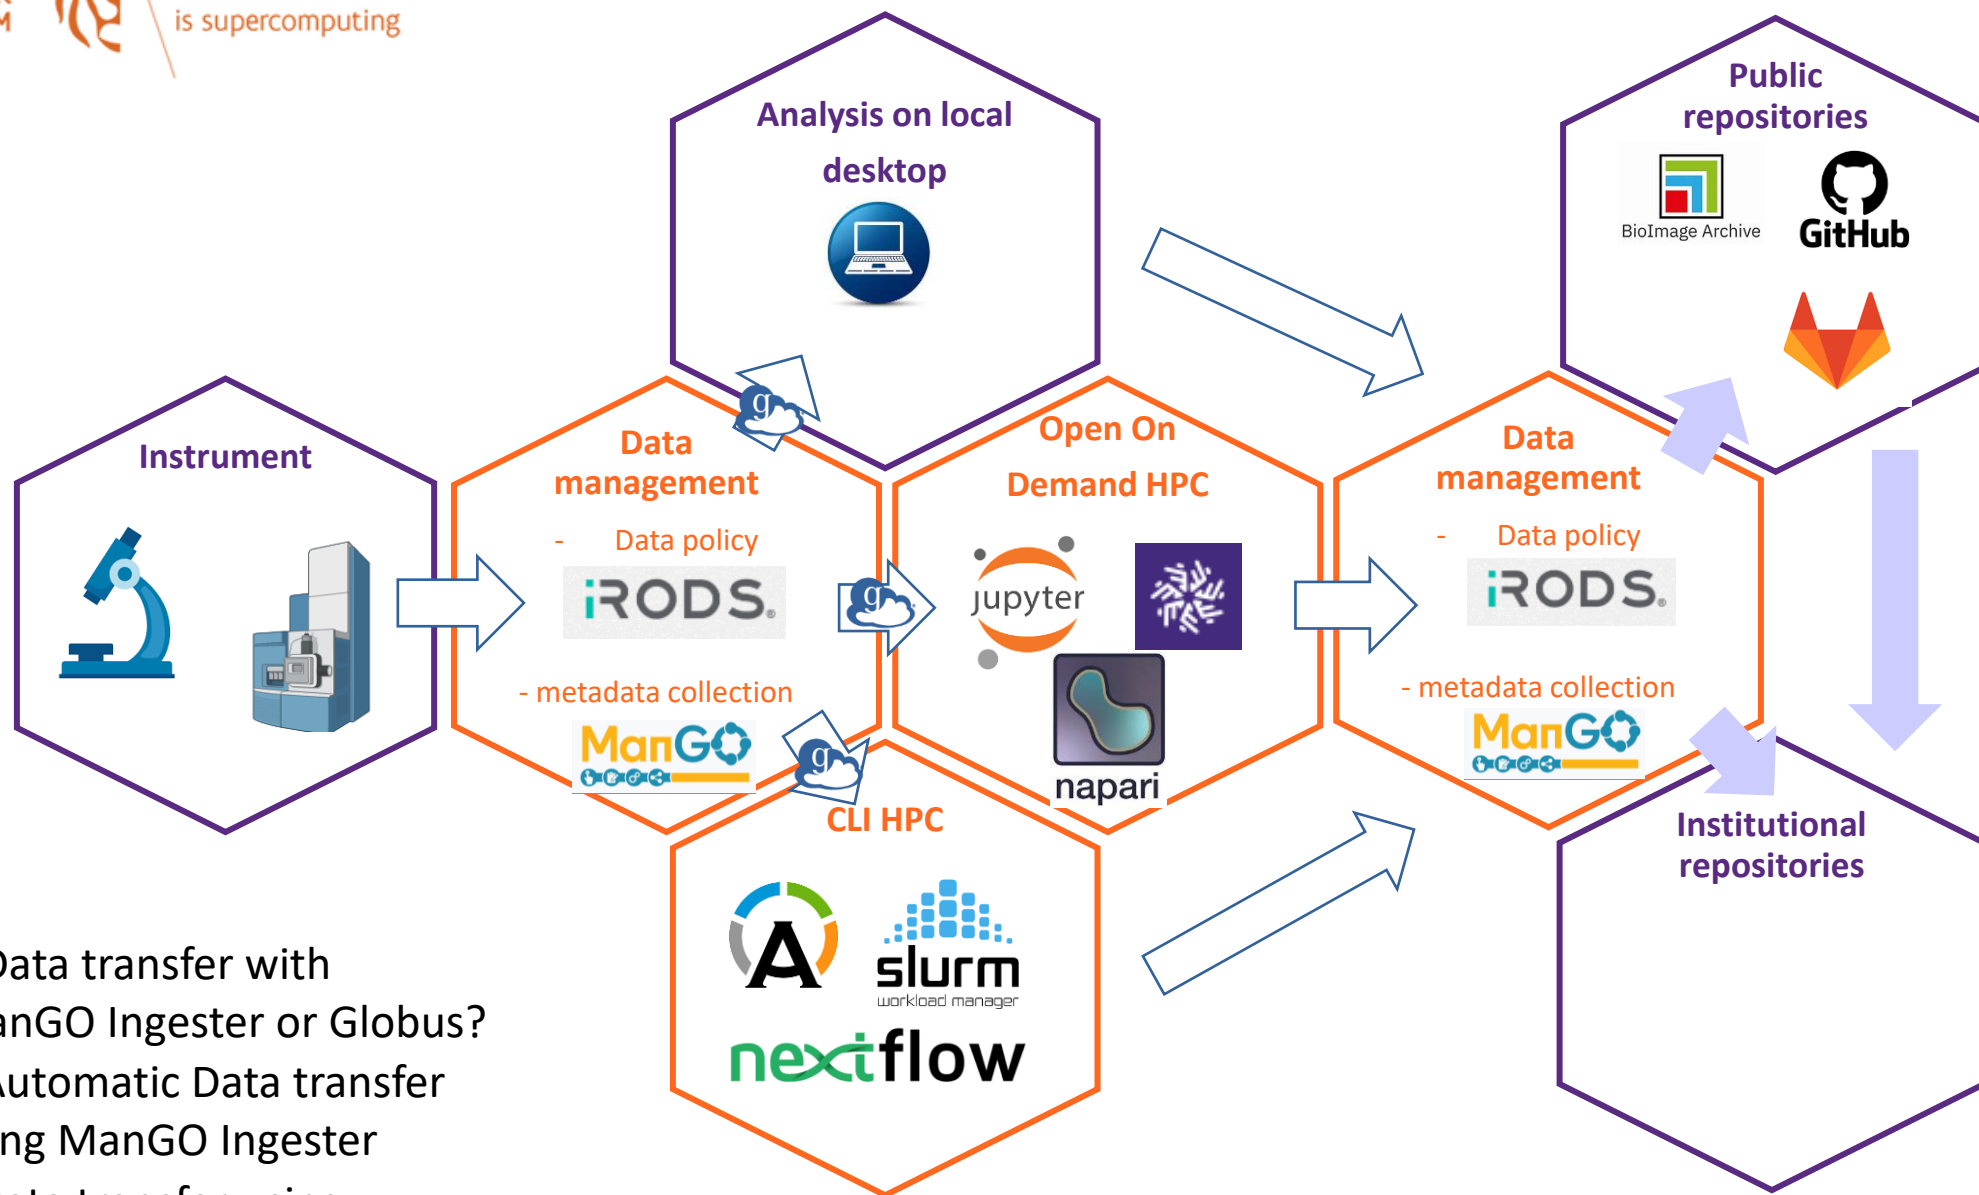 is supercomputing
Analysis on local
desktop
Public
repositories
BioImage Archive
GitHub
Instrument
Data
management
- Data policy
iRODS®
- metadata collection
ManGO
g
g
g
Open On
Demand HPC
jupyter
napari
CLI HPC
A
slurm
workload manager
nextflow
Data
management
- Data policy
iRODS®
- metadata collection
ManGO
Institutional
repositories
Data transfer with
anGO Ingester or Globus?
Automatic Data transfer
ng ManGO Ingester